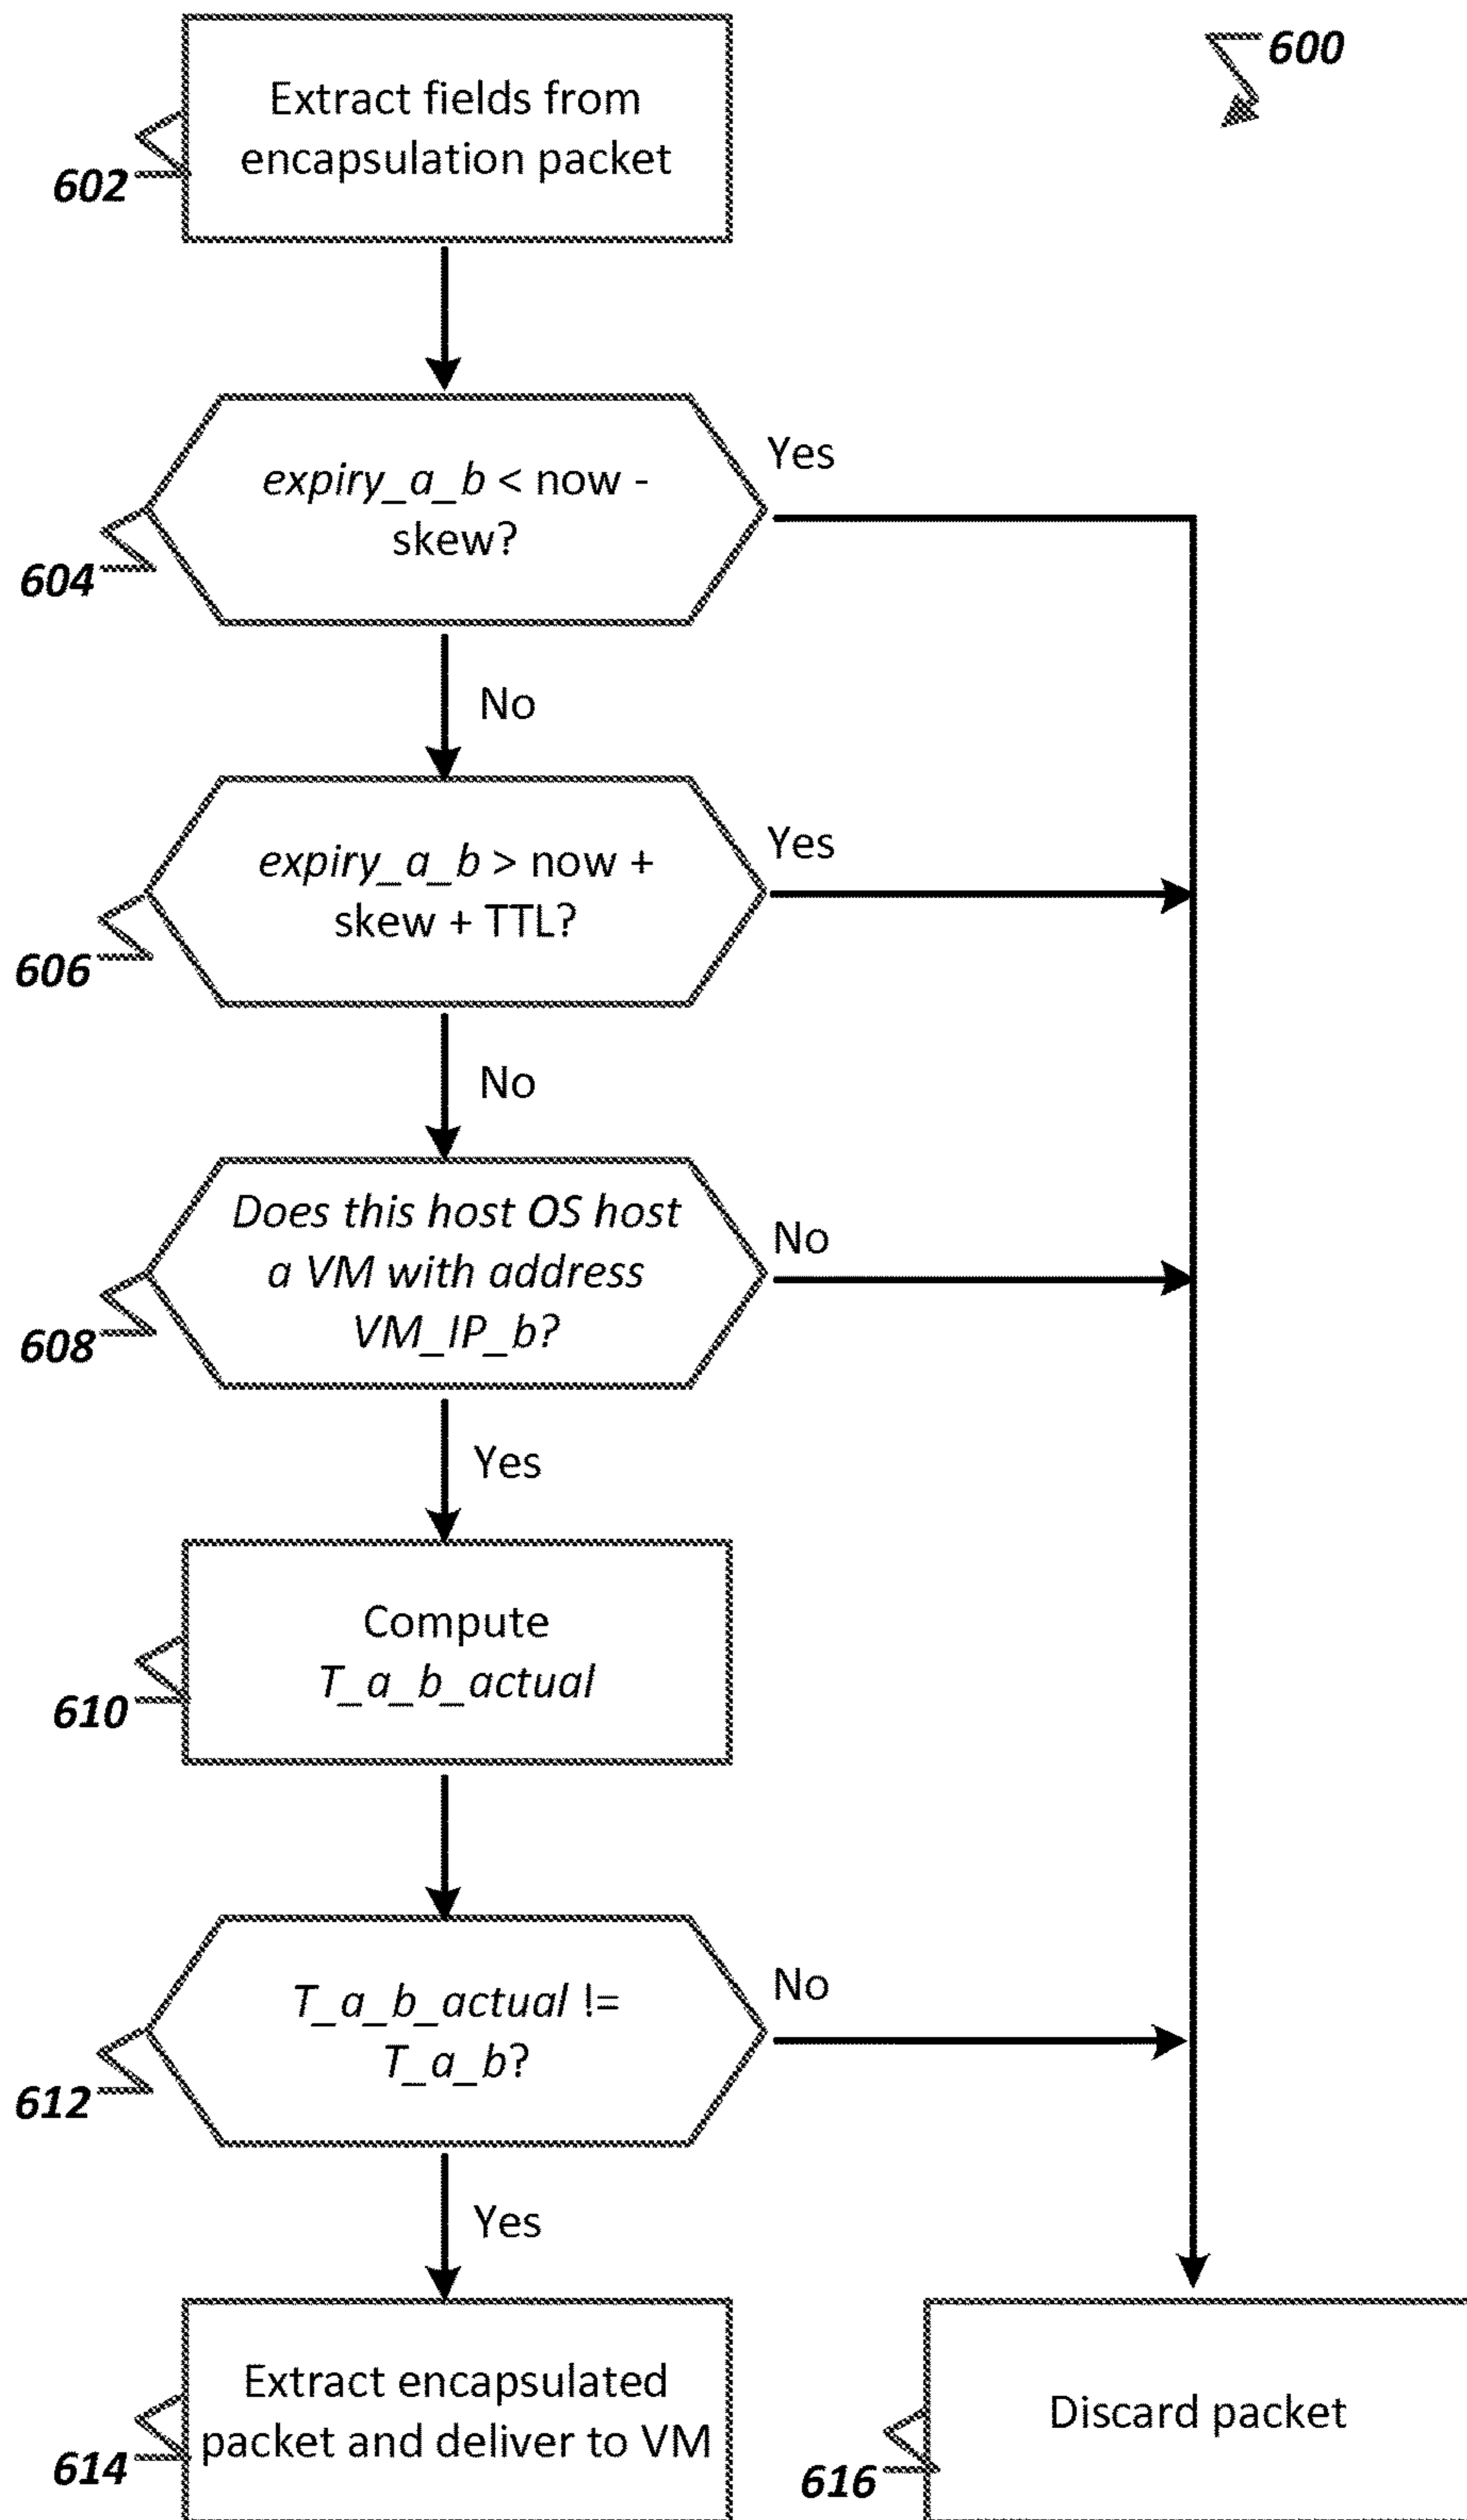 600
Extract fields from
encapsulation packet
602
expiry_a_b < now -
skew?
Yes
604
No
expiry_a_b > now +
skew + TTL?
Yes
606
No
Does this host OS host
a VM with address
VM_IP_b?
No
608
Yes
Compute
T_a_b_actual
610
T_a_b_actual !=
T_a_b?
No
612
Yes
Extract encapsulated
packet and deliver to VM
614
Discard packet
616